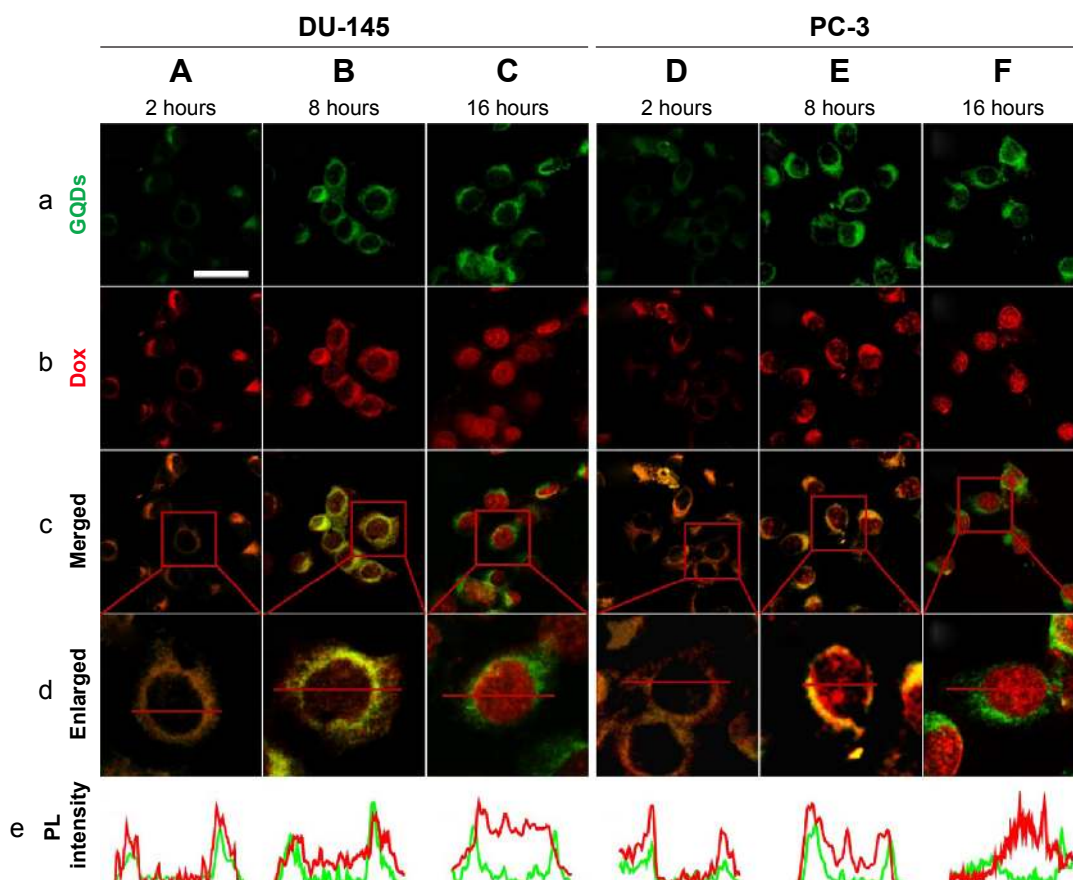 DU-145 PC-3
A B C D E F
2 hours 8 hours 16 hours 2 hours 8 hours 16 hours
a GQDs
b Dox
c Merged
d Enlarged
e PL
intensity